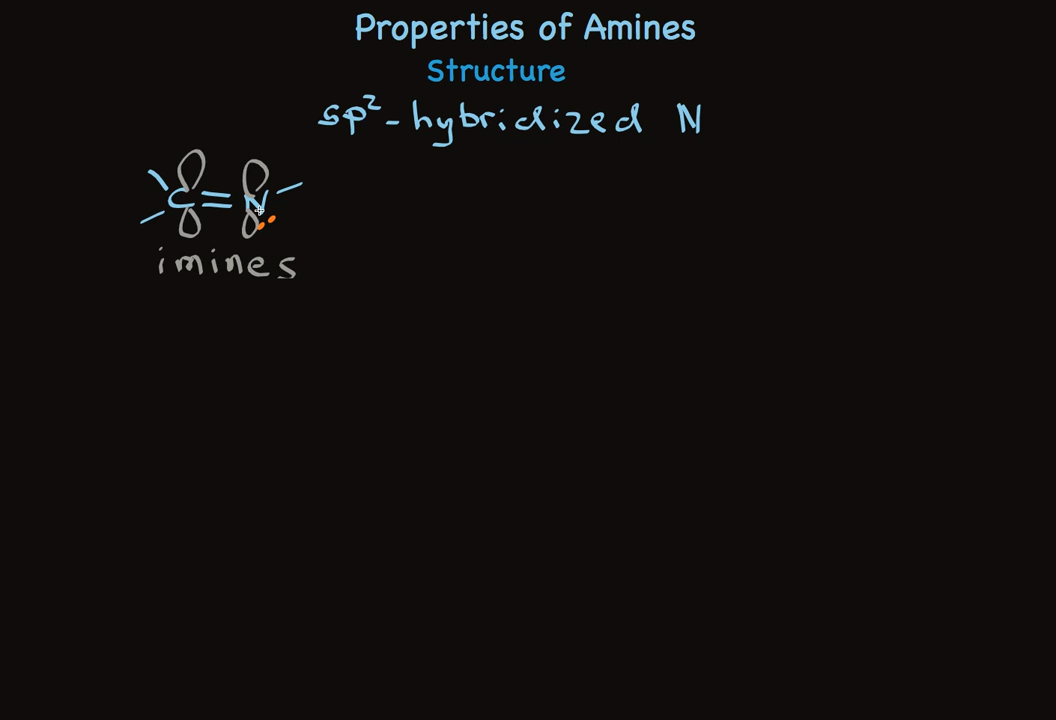 Properties of Amines
Structure
sp²-hybridized N
C=N
imines